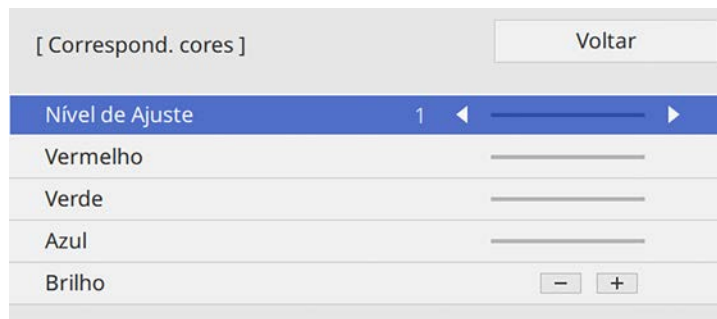 [ Correspond. cores ] Voltar
Nível de Ajuste 1
Vermelho
Verde
Azul
Brilho − +